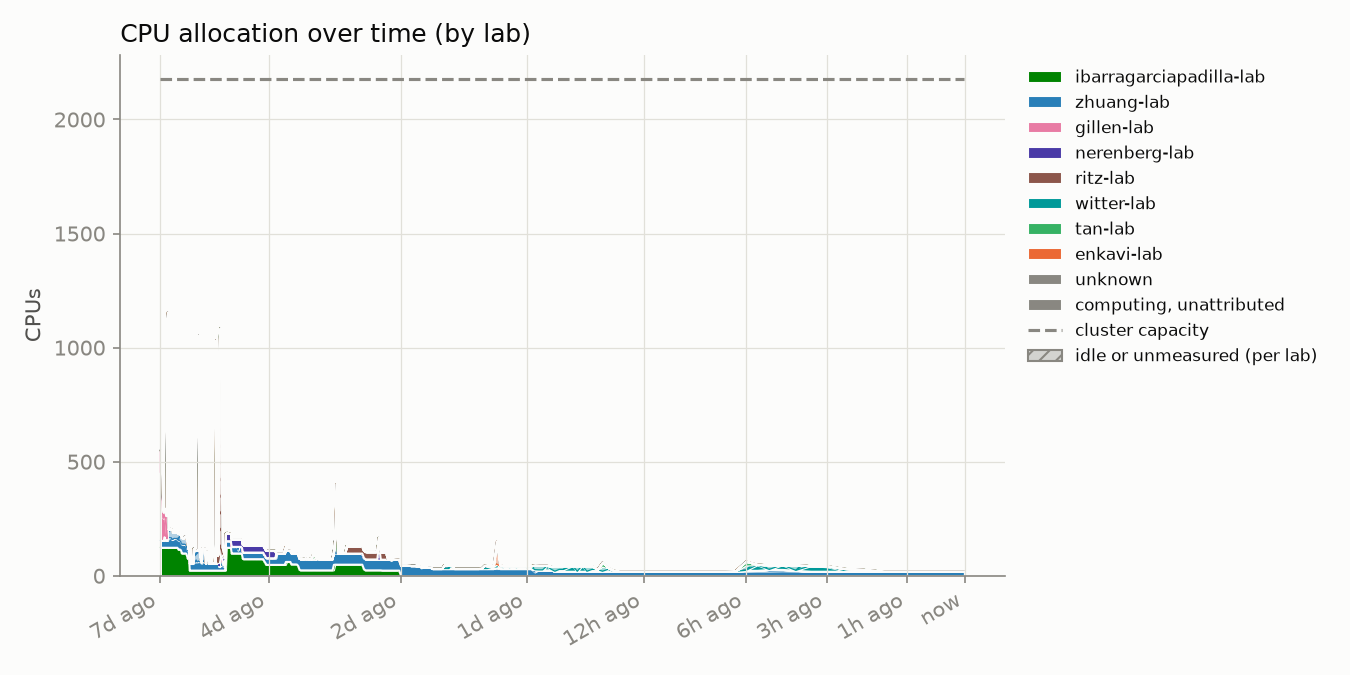 CPU allocation over time (by lab)
CPUs
2000
1500
1000
500
0
7d ago
4d ago
2d ago
1d ago
12h ago
6h ago
3h ago
1h ago
now
ibarragarciapadilla-lab
zhuang-lab
gillen-lab
nerenberg-lab
ritz-lab
witter-lab
tan-lab
enkavi-lab
unknown
computing, unattributed
cluster capacity
idle or unmeasured (per lab)